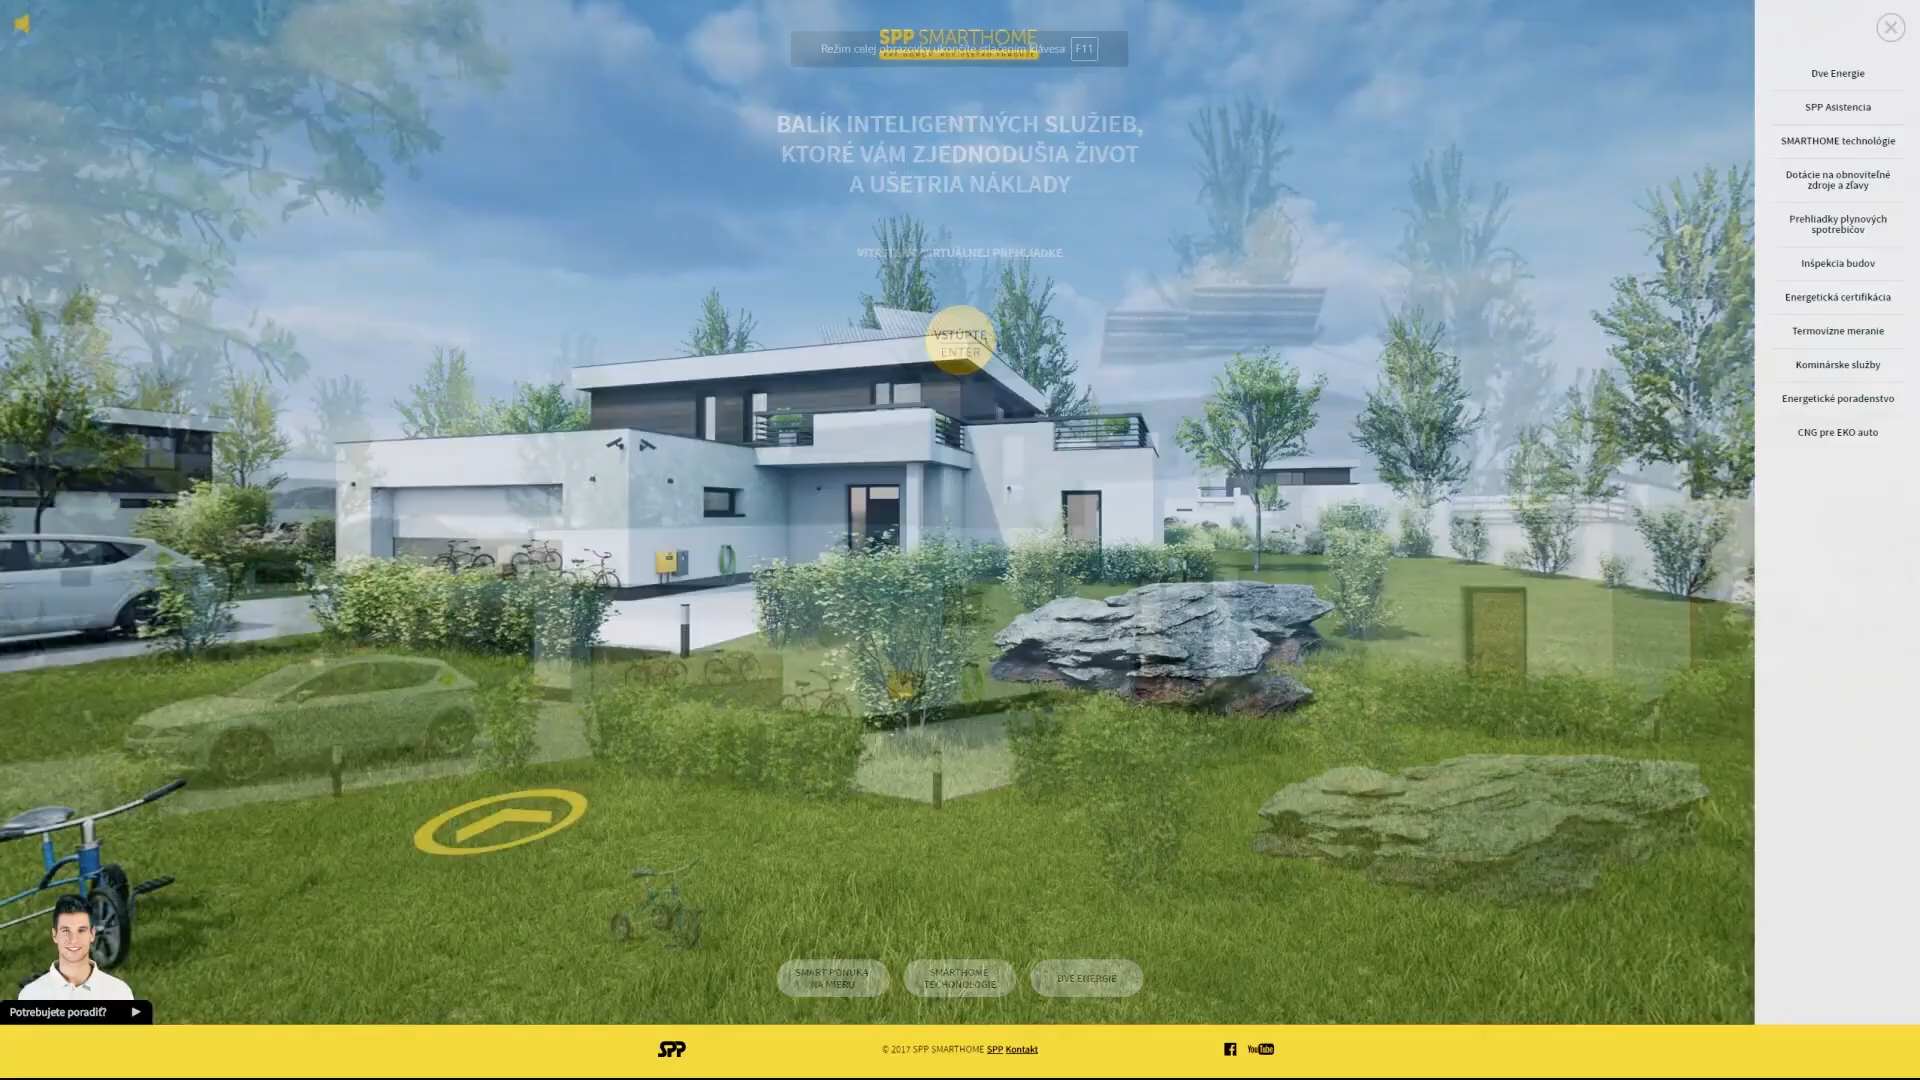 SPP SMARTHOME
Režim celej obrazovky ukončíte stlačením klávesa F11
BALÍK INTELIGENTNÝCH SLUŽIEB,
KTORÉ VÁM ZJEDNODUŠIA ŽIVOT
A UŠETRIA NÁKLADY
VIRTUÁLNEJ PREHLIADKE
VSTÚPTE
ENTER
Dve Energie
SPP Asistencia
SMARTHOME technológie
Dotácie na obnoviteľné
zdroje a zľavy
Prehliadky plynových
spotrebičov
Inšpekcia budov
Energetická certifikácia
Termovízne meranie
Kominárske služby
Energetické poradenstvo
CNG pre EKO auto
SMART PONUKA
NA MIERU
SMARTHOME
TECHONOLOGIE
DVE ENERGIE
Potrebujete poradiť?
SPP
© 2017 SPP SMARTHOME SPP Kontakt
YouTube